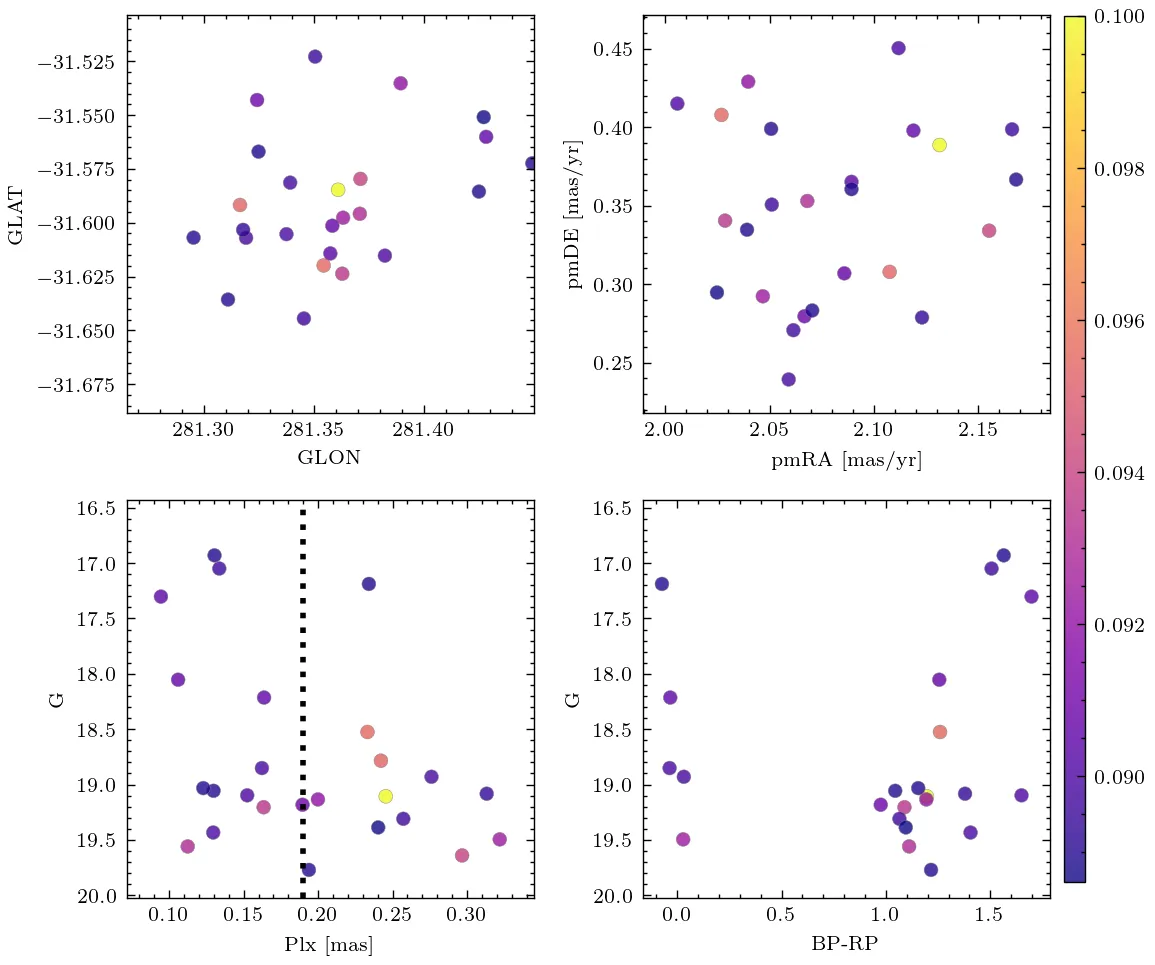 −31.525
−31.550
−31.575
−31.600
−31.625
−31.650
−31.675
GLAT
281.30 281.35 281.40
GLON
0.45
0.40
0.35
0.30
0.25
pmDE [mas/yr]
2.00 2.05 2.10 2.15
pmRA [mas/yr]
16.5
17.0
17.5
18.0
18.5
19.0
19.5
20.0
G
0.10 0.15 0.20 0.25 0.30
Plx [mas]
16.5
17.0
17.5
18.0
18.5
19.0
19.5
20.0
G
0.0 0.5 1.0 1.5
BP-RP
0.100
0.098
0.096
0.094
0.092
0.090